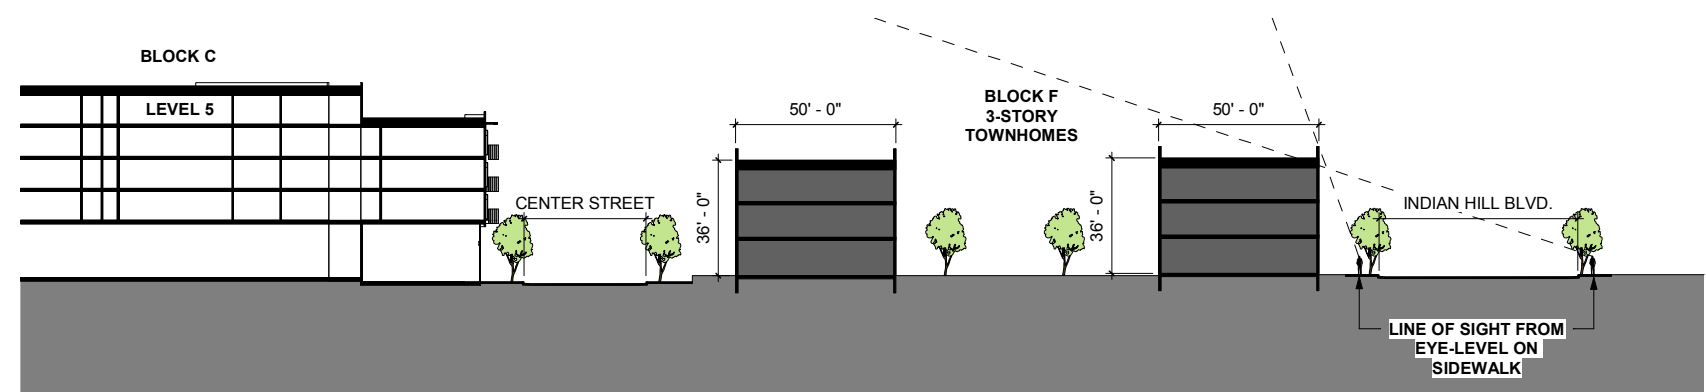 BLOCK C
LEVEL 5
CENTER STREET
36' - 0"
50' - 0"
BLOCK F
3-STORY
TOWNHOMES
50' - 0"
36' - 0"
INDIAN HILL BLVD.
LINE OF SIGHT FROM
EYE-LEVEL ON
SIDEWALK